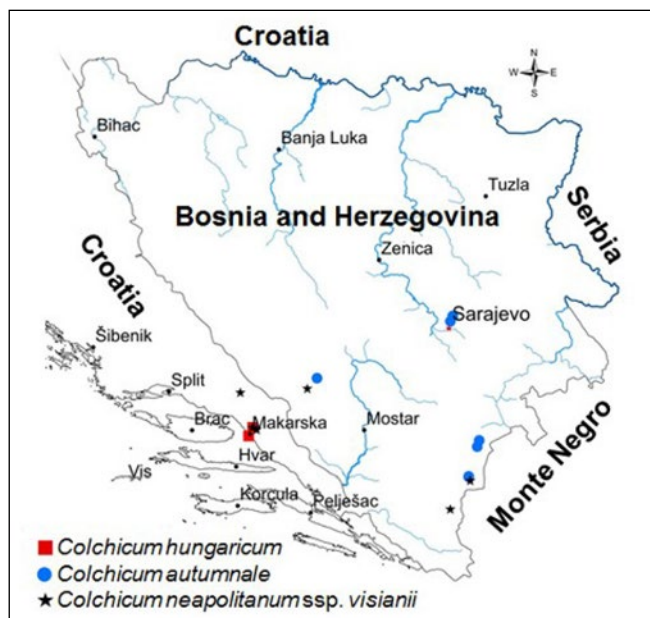 Croatia
N
W E
S
Bihac
Banja Luka
Tuzla
Bosnia and Herzegovina
Serbia
Croatia
Zenica
Sarajevo
Šibenik
Split
Brac
Makarska
Mostar
Hvar
Vis
Korcula
Pelješac
Monte Negro
Colchicum hungaricum
Colchicum autumnale
Colchicum neapolitanum ssp. visianii